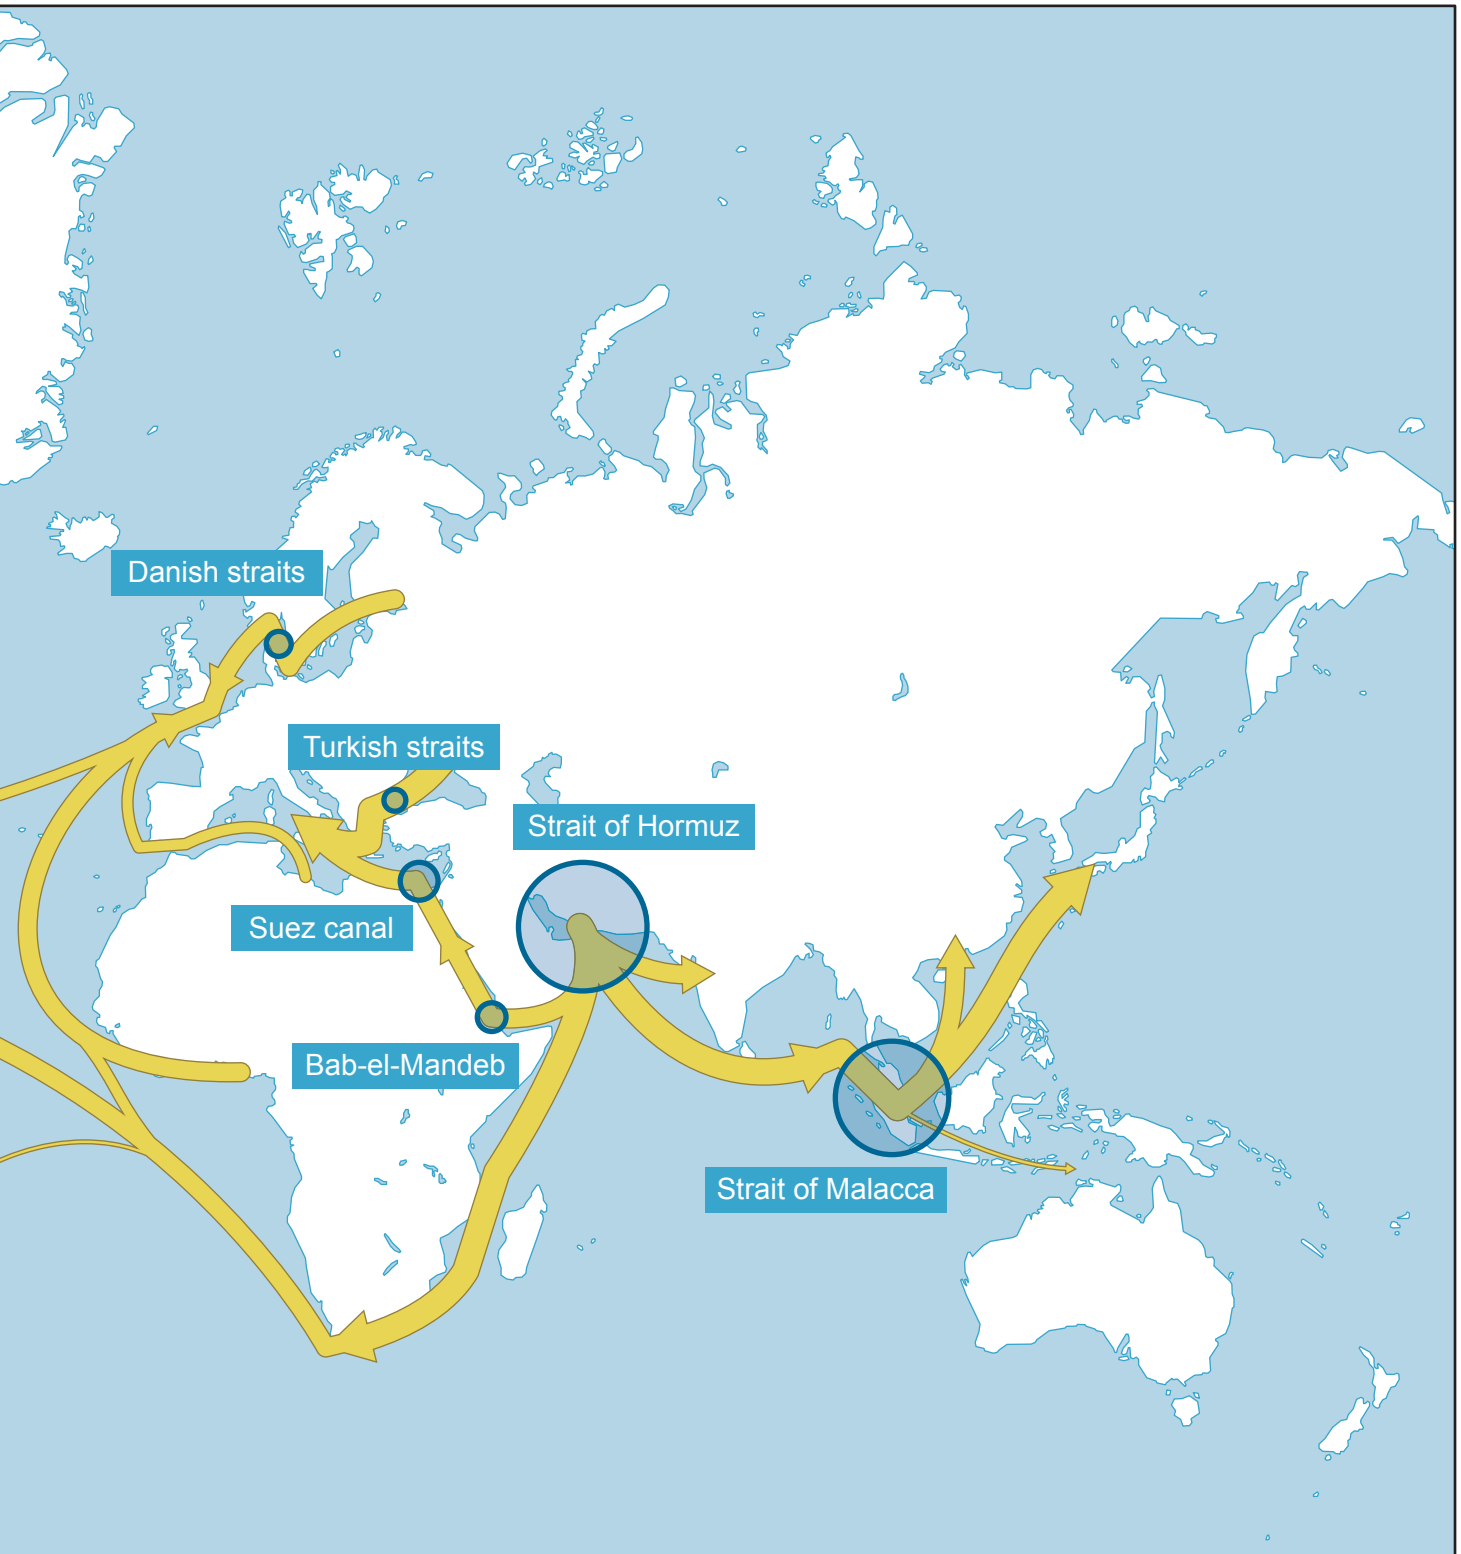 Danish straits
Turkish straits
Strait of Hormuz
Suez canal
Bab-el-Mandeb
Strait of Malacca